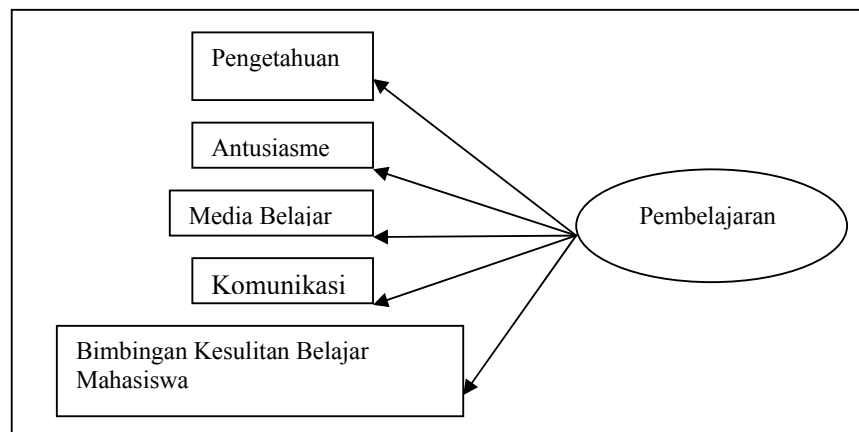 Pengetahuan
Antusiasme
Media Belajar
Pembelajaran
Komunikasi
Bimbingan Kesulitan Belajar
Mahasiswa